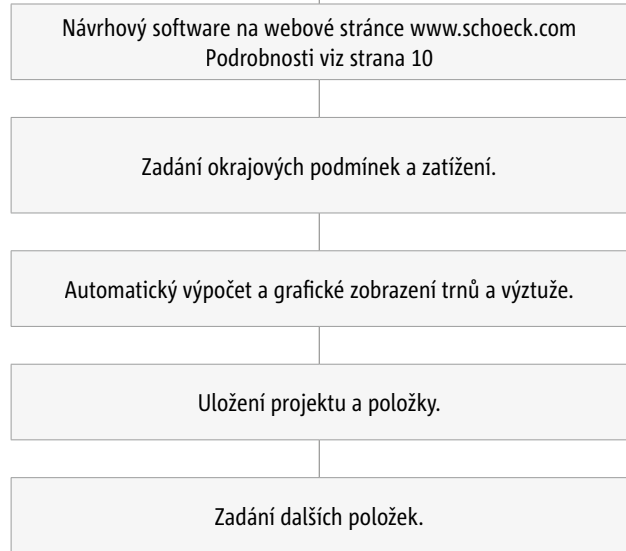 Návrhový software na webové stránce www.schoeck.com
Podrobnosti viz strana 10
Zadání okrajových podmínek a zatížení.
Automatický výpočet a grafické zobrazení trnů a výztuže.
Uložení projektu a položky.
Zadání dalších položek.